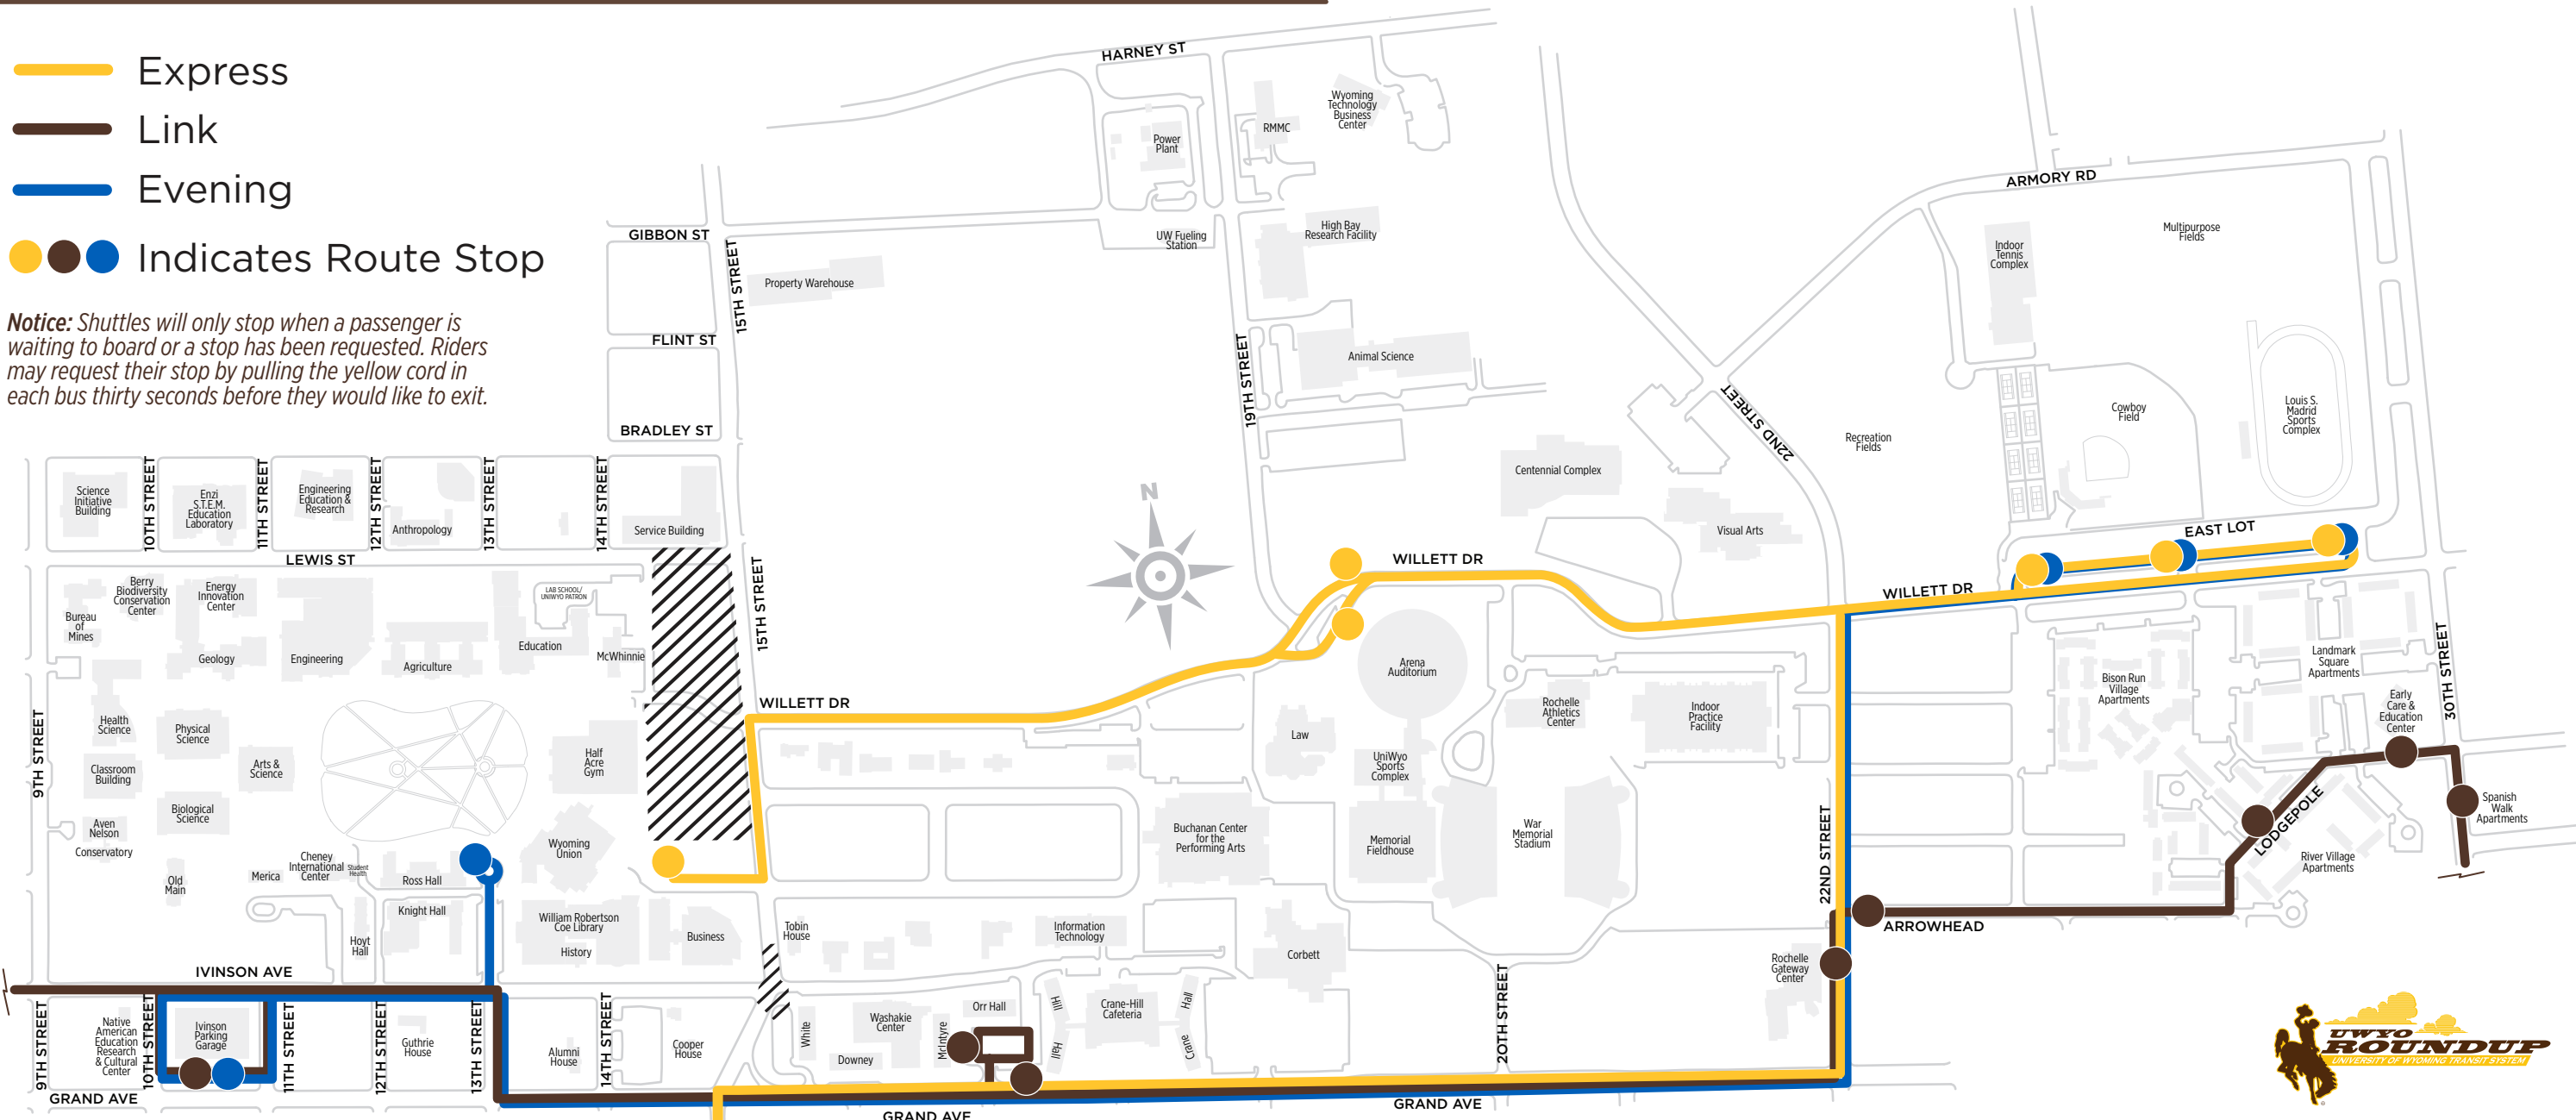 Express
Link
Evening
Indicates Route Stop
Notice: Shuttles will only stop when a passenger is
waiting to board or a stop has been requested. Riders
may request their stop by pulling the yellow cord in
each bus thirty seconds before they would like to exit.
HARNEY ST
Power
Plant
RMMC
Wyoming
Technology
Business
Center
ARMORY RD
GIBBON ST
15TH STREET
UW Fueling
Station
High Bay
Research Facility
Indoor
Tennis
Complex
Multipurpose
Fields
Property Warehouse
FLINT ST
19TH STREET
Animal Science
22ND STREET
BRADLEY ST
Recreation
Fields
Cowboy
Field
Louis S.
Madrid
Sports
Complex
Science
Initiative
Building
10TH STREET
Enzi
S.T.E.M.
Education
Laboratory
11TH STREET
Engineering
Education &
Research
12TH STREET
Anthropology
13TH STREET
14TH STREET
Service Building
N
Centennial Complex
Visual Arts
EAST LOT
LEWIS ST
WILLETT DR
WILLETT DR
Bureau
of
Mines
Berry
Biodiversity
Conservation
Center
Energy
Innovation
Center
LAB SCHOOL/
UNIWYO PATRON
15TH STREET
Geology
Engineering
Agriculture
Education
McWhinnie
Arena
Auditorium
Bison Run
Village
Apartments
Landmark
Square
Apartments
30TH STREET
9TH STREET
Health
Science
Physical
Science
WILLETT DR
Rochelle
Athletics
Center
Indoor
Practice
Facility
Early
Care &
Education
Center
Classroom
Building
Arts &
Science
Half
Acre
Gym
Law
UniWyo
Sports
Complex
Biological
Science
Aven
Nelson
Conservatory
Wyoming
Union
Buchanan Center
for the
Performing Arts
Memorial
Fieldhouse
War
Memorial
Stadium
22ND STREET
LODGEPOLE
Spanish
Walk
Apartments
River Village
Apartments
Old
Main
Merica
Cheney
International
Center
Student
Health
Ross Hall
Knight Hall
Hoyt
Hall
William Robertson
Coe Library
History
Business
Tobin
House
Information
Technology
Corbett
ARROWHEAD
Rochelle
Gateway
Center
IVINSON AVE
9TH STREET
Native
American
Education
Research
& Cultural
Center
10TH STREET
Ivinson
Parking
Garage
11TH STREET
12TH STREET
Guthrie
House
13TH STREET
Alumni
House
14TH STREET
Cooper
House
White
Washakie
Center
Downey
McIntyre
Orr Hall
Hill
Hall
Crane-Hill
Cafeteria
Hall
Crane
20TH STREET
GRAND AVE
GRAND AVE
GRAND AVE
UWYO
ROUNDUP
UNIVERSITY OF WYOMING TRANSIT SYSTEM